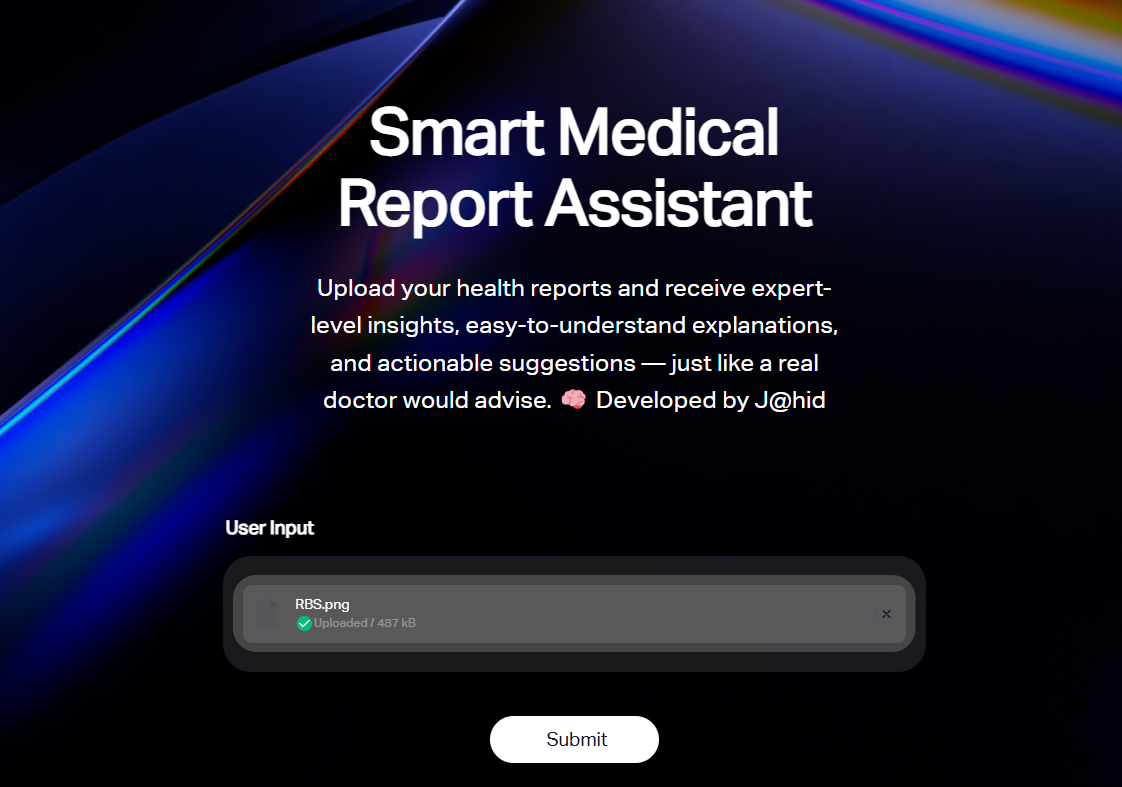 Smart Medical
Report Assistant
Upload your health reports and receive expert-
level insights, easy-to-understand explanations,
and actionable suggestions — just like a real
doctor would advise. 🧠 Developed by J@hid
User Input
RBS.png
Uploaded / 487 kB
Submit